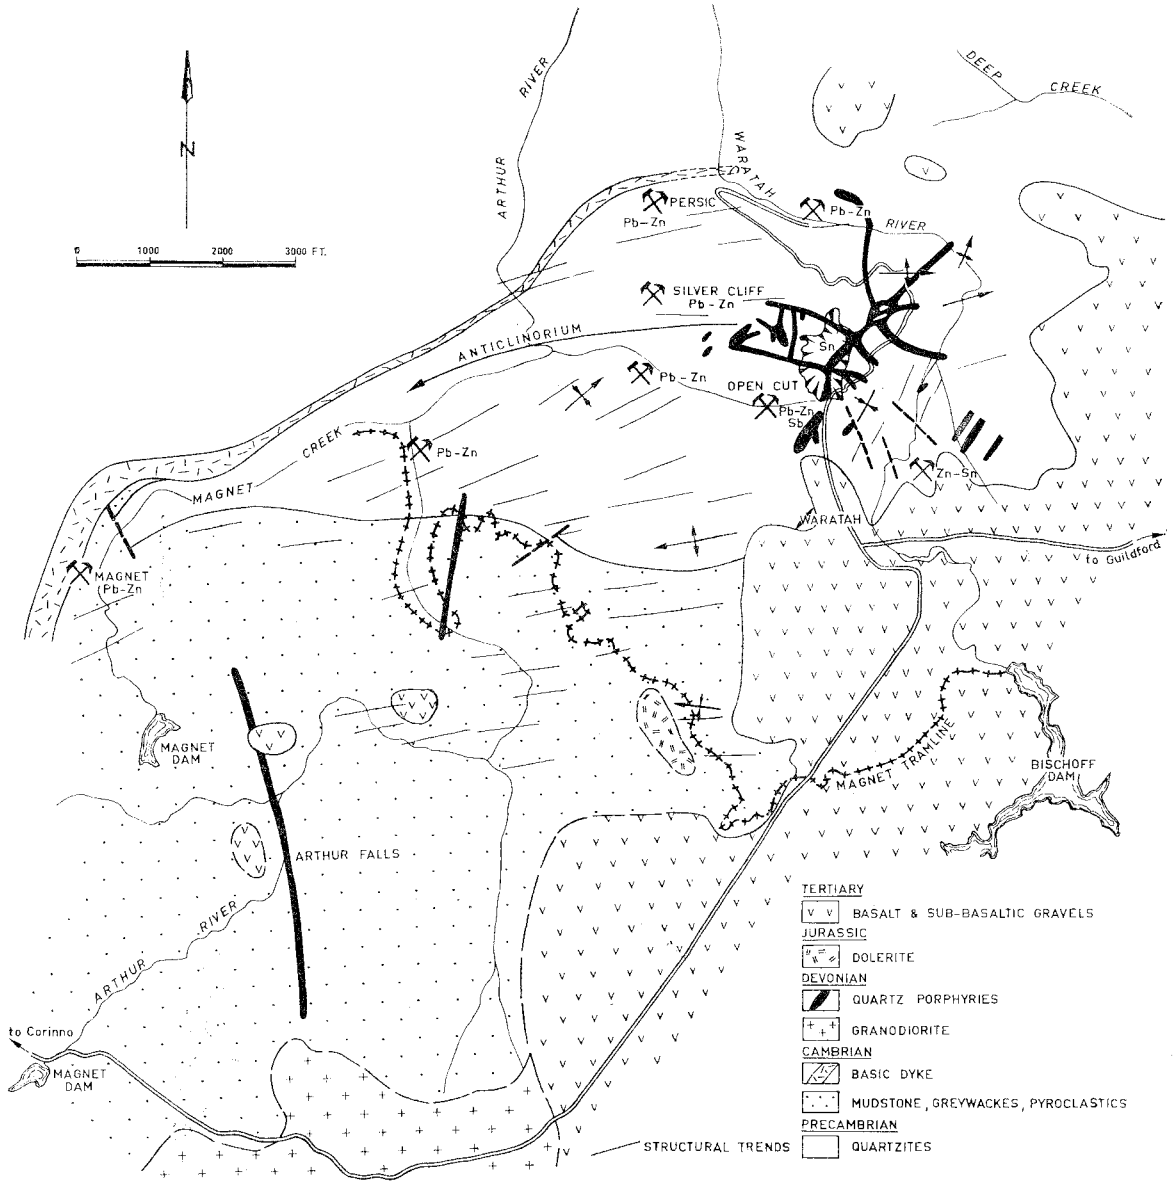 DEEP
CREEK
RIVER
ARTHUR
WARATAH
RIVER
N
0 1000 2000 3000 FT.
PERSIC
Pb-Zn
Pb-Zn
SILVER CLIFF
Pb-Zn
ANTICLINORIUM
Sn
Pb-Zn
OPEN CUT
Pb-Zn
Sb
CREEK
Pb-Zn
MAGNET
Zn-Sn
WARATAH
to Guildford
MAGNET
Pb-Zn
MAGNET
DAM
MAGNET TRAMLINE
BISCHOFF
DAM
ARTHUR FALLS
ARTHUR RIVER
to Corinna
MAGNET
DAM
TERTIARY
V V BASALT & SUB-BASALTIC GRAVELS
JURASSIC
DOLERITE
DEVONIAN
QUARTZ PORPHYRIES
GRANODIORITE
CAMBRIAN
BASIC DYKE
MUDSTONE, GREYWACKES, PYROCLASTICS
PRECAMBRIAN
STRUCTURAL TRENDS
QUARTZITES